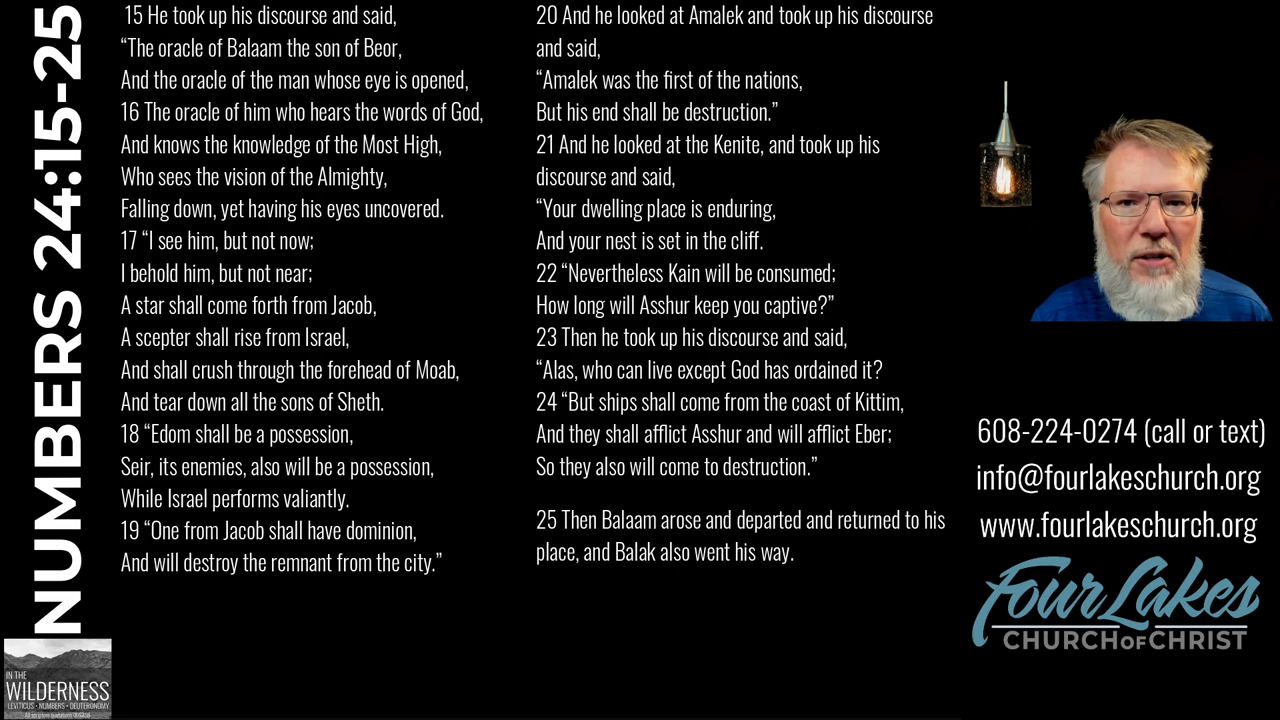 NUMBERS 24:15-25
15 He took up his discourse and said,
“The oracle of Balaam the son of Beor,
And the oracle of the man whose eye is opened,
16 The oracle of him who hears the words of God,
And knows the knowledge of the Most High,
Who sees the vision of the Almighty,
Falling down, yet having his eyes uncovered.
17 “I see him, but not now;
I behold him, but not near;
A star shall come forth from Jacob,
A scepter shall rise from Israel,
And shall crush through the forehead of Moab,
And tear down all the sons of Sheth.
18 “Edom shall be a possession,
Seir, its enemies, also will be a possession,
While Israel performs valiantly.
19 “One from Jacob shall have dominion,
And will destroy the remnant from the city.”
20 And he looked at Amalek and took up his discourse
and said,
“Amalek was the first of the nations,
But his end shall be destruction.”
21 And he looked at the Kenite, and took up his
discourse and said,
“Your dwelling place is enduring,
And your nest is set in the cliff.
22 “Nevertheless Kain will be consumed;
How long will Asshur keep you captive?”
23 Then he took up his discourse and said,
“Alas, who can live except God has ordained it?
24 “But ships shall come from the coast of Kittim,
And they shall afflict Asshur and will afflict Eber;
So they also will come to destruction.”
25 Then Balaam arose and departed and returned to his
place, and Balak also went his way.
608-224-0274 (call or text)
info@fourlakeschurch.org
www.fourlakeschurch.org
Four Lakes
CHURCH OF CHRIST
IN THE
WILDERNESS
LEVITICUS • NUMBERS • DEUTERONOMY